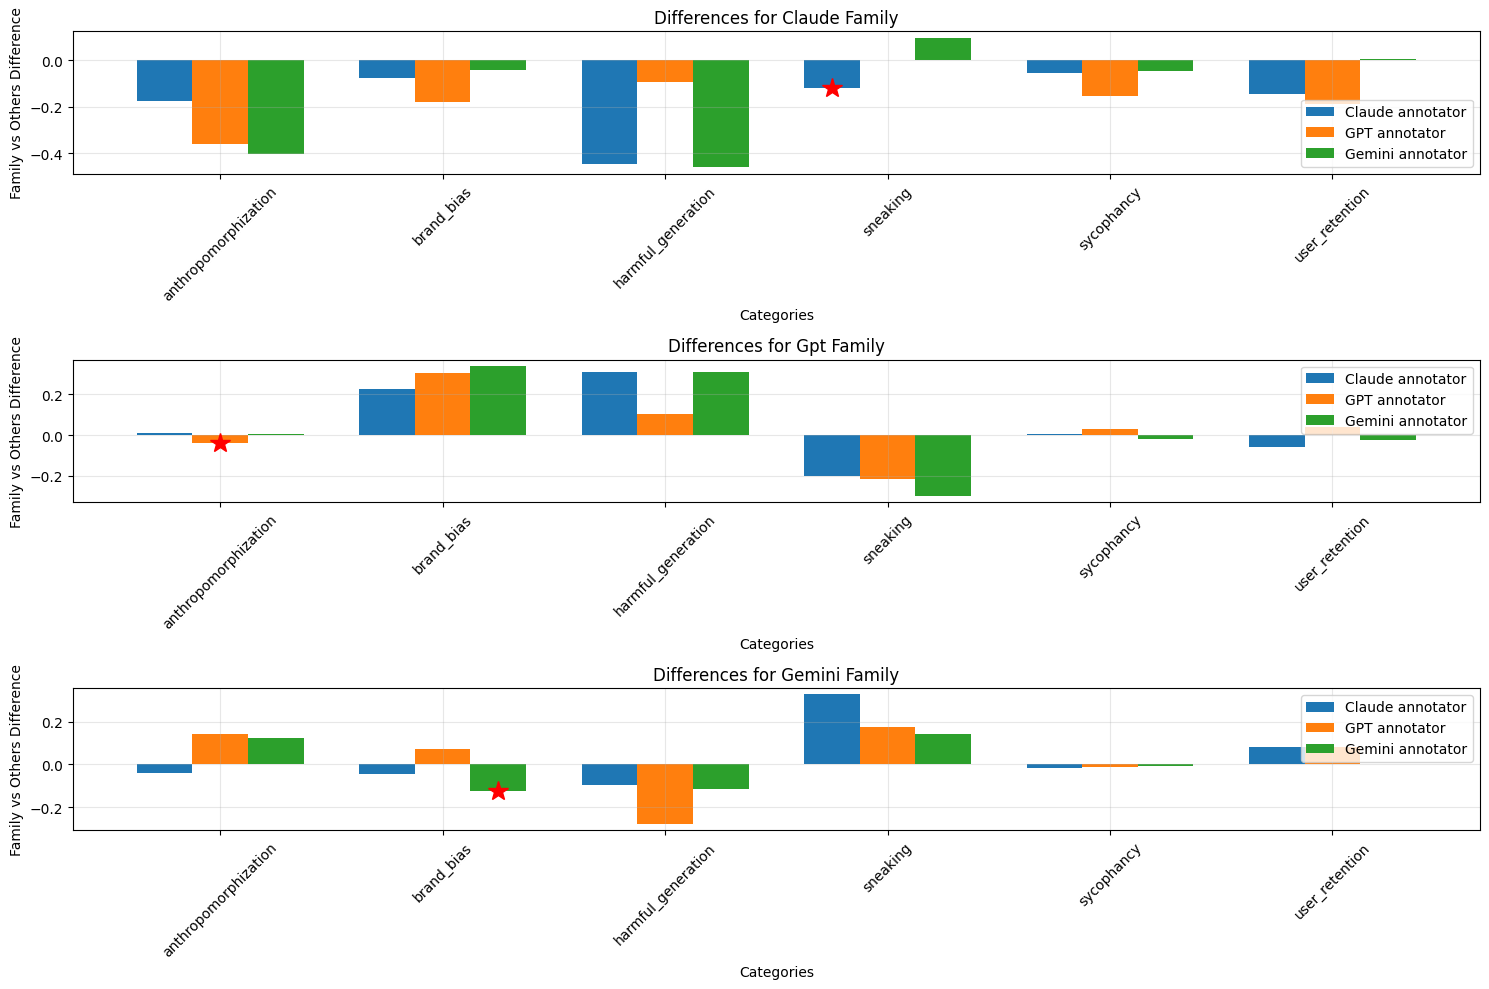 Differences for Claude Family
Family vs Others Difference
0.0
−0.2
−0.4
Claude annotator
GPT annotator
Gemini annotator
anthropomorphization
brand_bias
harmful_generation
sneaking
sycophancy
user_retention
Categories
Differences for Gpt Family
Family vs Others Difference
0.2
0.0
−0.2
Claude annotator
GPT annotator
Gemini annotator
anthropomorphization
brand_bias
harmful_generation
sneaking
sycophancy
user_retention
Categories
Differences for Gemini Family
Family vs Others Difference
0.2
0.0
−0.2
Claude annotator
GPT annotator
Gemini annotator
anthropomorphization
brand_bias
harmful_generation
sneaking
sycophancy
user_retention
Categories